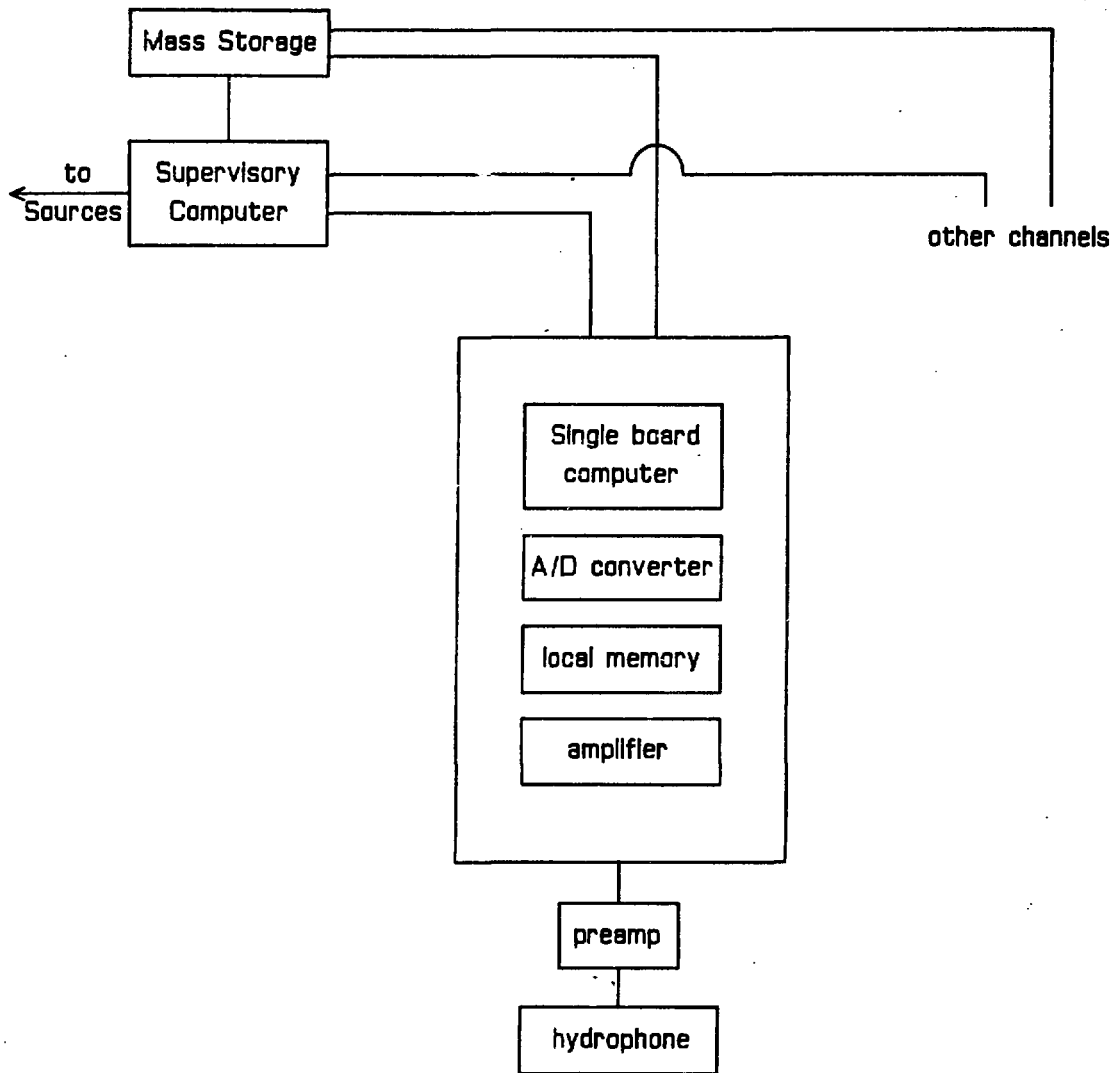 Mass Storage
to
Sources
Supervisory
Computer
other channels
Single board
computer
A/D converter
local memory
amplifier
preamp
hydrophone